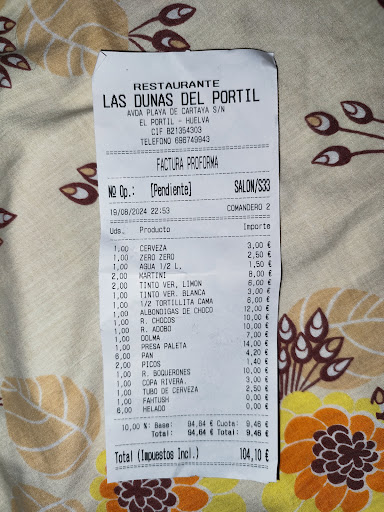 RESTAURANTE
LAS DUNAS DEL PORTIL
AVDA PLAYA DE CARTAYA S/N
EL PORTIL - HUELVA
CIF B21354303
TELEFONO 686749943
FACTURA PROFORMA
Nº Op.: [Pendiente] SALON/S33
19/08/2024 22:53 COMANDERO 2
Uds. Producto Importe
1,00 CERVEZA 3,00 €
1,00 ZERO ZERO 2,50 €
1,00 AGUA 1/2 L. 1,50 €
2,00 MARTINI 8,00 €
2,00 TINTO VER. LIMON 6,00 €
1,00 TINTO VER. BLANCA 3,00 €
1,00 1/2 TORTILLITA CAMA 6,00 €
1,00 ALBONDIGAS DE CHOCO 12,00 €
1,00 R. CHOCOS 10,00 €
1,00 R. ADOBO 10,00 €
1,00 DOLMA 7,00 €
1,00 PRESA PALETA 14,00 €
6,00 PAN 4,20 €
2,00 PICOS 1,40 €
1,00 R. BOQUERONES 10,00 €
1,00 COPA RIVERA. 3,00 €
1,00 TUBO DE CERVEZA 2,50 €
1,00 FAHTUSH 0,00 €
6,00 HELADO 0,00 €
10,00 %: Base: 94,64 € Cuota: 9,46 €
Total: 94,64 € Total: 9,46 €
Total (Impuestos Incl.) 104,10 €